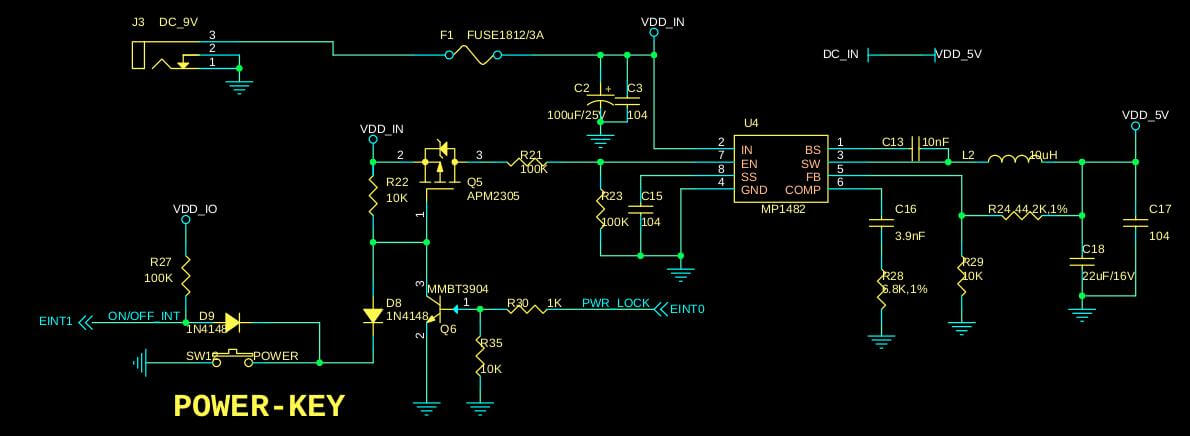 J3 DC_9V
3
2
1
F1 FUSE1812/3A
VDD_IN
DC_IN VDD_5V
C2 + C3
100uF/25V 104
VDD_IN
2 3
R21
100K
R22
10K
Q5
APM2305
1
R23
100K
C15
104
U4
2 IN BS 1
7 EN SW 3
8 SS FB 5
4 GND COMP 6
MP1482
C13 10nF
L2 10uH
VDD_5V
C16
3.9nF
R24 44.2K,1%
C17
104
C18
22uF/16V
R28
6.8K,1%
R29
10K
VDD_IO
R27
100K
EINT1 ON/OFF_INT
D9
1N4148
SW12 POWER
D8
1N4148
3
MMBT3904
1
2
Q6
R30 1K
PWR_LOCK EINT0
R35
10K
POWER-KEY